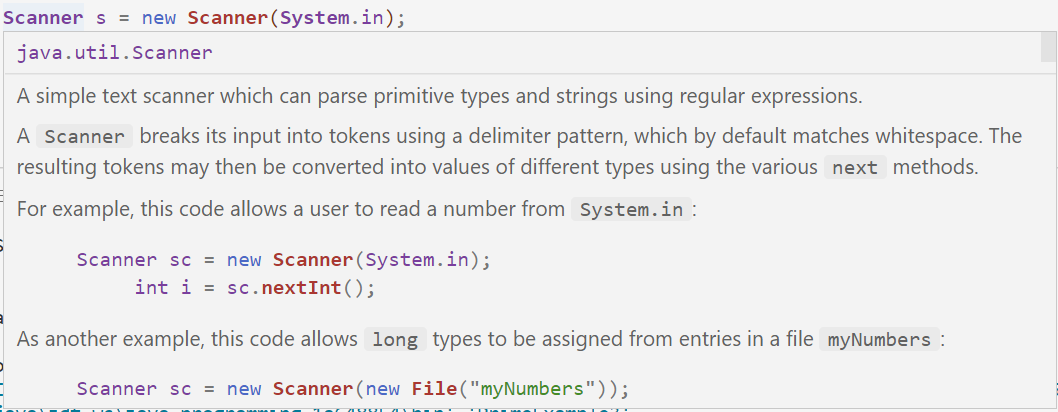 Scanner s = new Scanner(System.in);
java.util.Scanner
A simple text scanner which can parse primitive types and strings using regular expressions.
A Scanner breaks its input into tokens using a delimiter pattern, which by default matches whitespace. The
resulting tokens may then be converted into values of different types using the various next methods.
For example, this code allows a user to read a number from System.in:
Scanner sc = new Scanner(System.in);
int i = sc.nextInt();
As another example, this code allows long types to be assigned from entries in a file myNumbers:
Scanner sc = new Scanner(new File("myNumbers"));